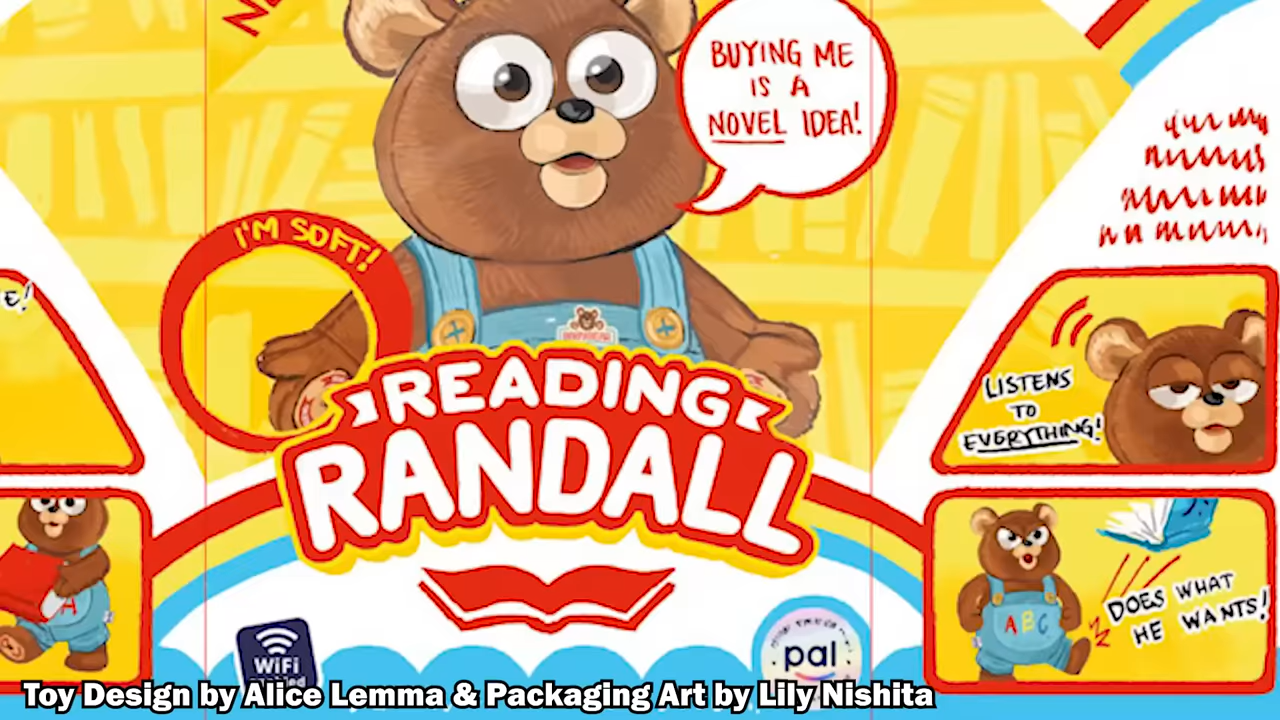 NE
BUYING ME
IS A
NOVEL IDEA!
I'M SOFT!
E!
READING
RANDALL
LISTENS
TO
EVERYTHING!
A
ABC
DOES WHAT
HE WANTS!
WiFi
pal
Toy Design by Alice Lemma & Packaging Art by Lily Nishita